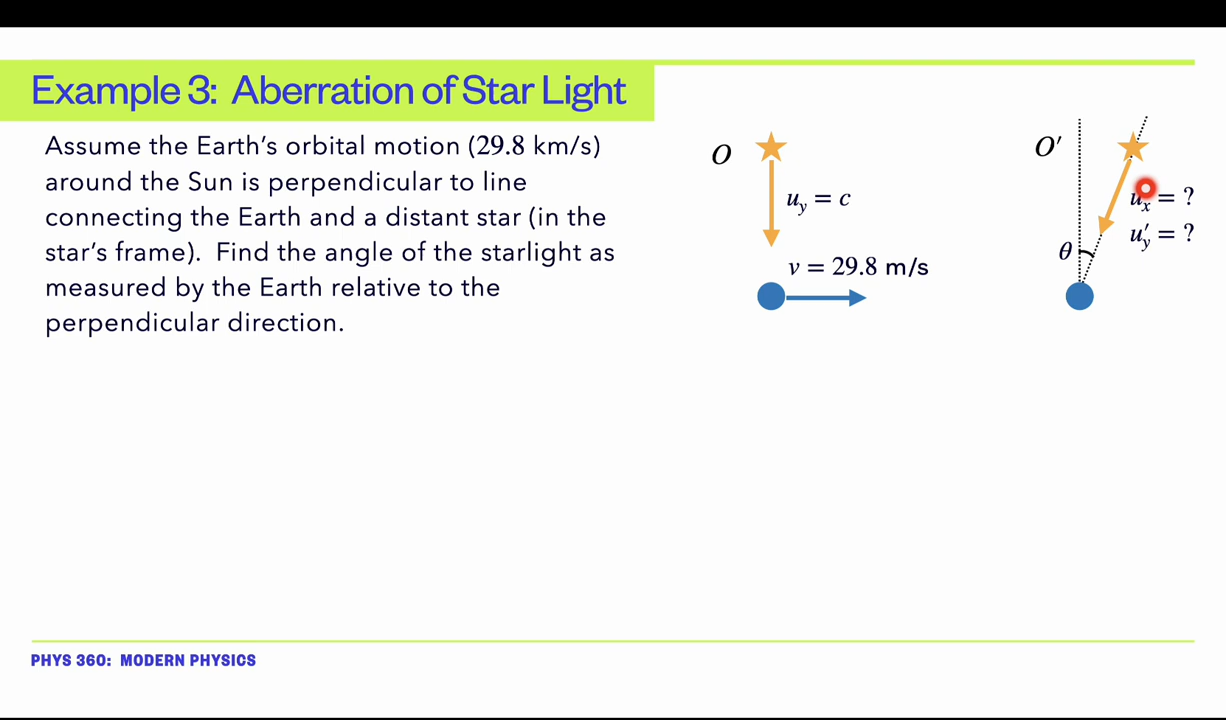 Example 3: Aberration of Star Light
Assume the Earth's orbital motion (29.8 km/s)
around the Sun is perpendicular to line
connecting the Earth and a distant star (in the
star's frame). Find the angle of the starlight as
measured by the Earth relative to the
perpendicular direction.
O
u_y = c
v = 29.8 m/s
O′
u′_x = ?
u′_y = ?
θ
PHYS 360: MODERN PHYSICS